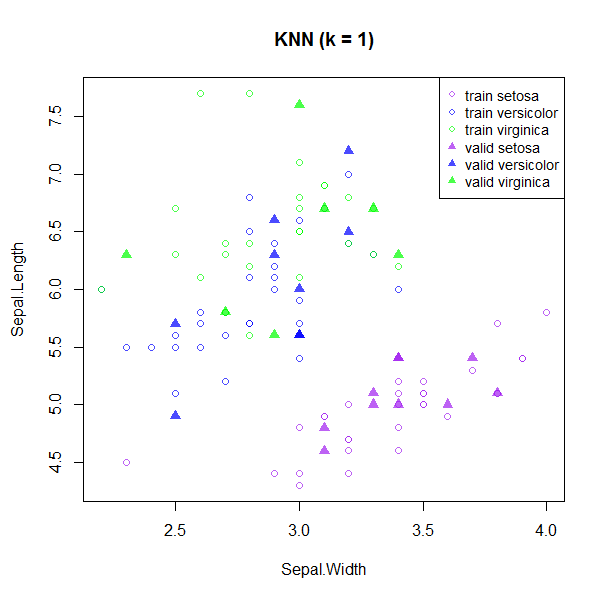 KNN (k = 1)
train setosa
train versicolor
train virginica
valid setosa
valid versicolor
valid virginica
7.5
7.0
6.5
6.0
5.5
5.0
4.5
Sepal.Length
2.5 3.0 3.5 4.0
Sepal.Width